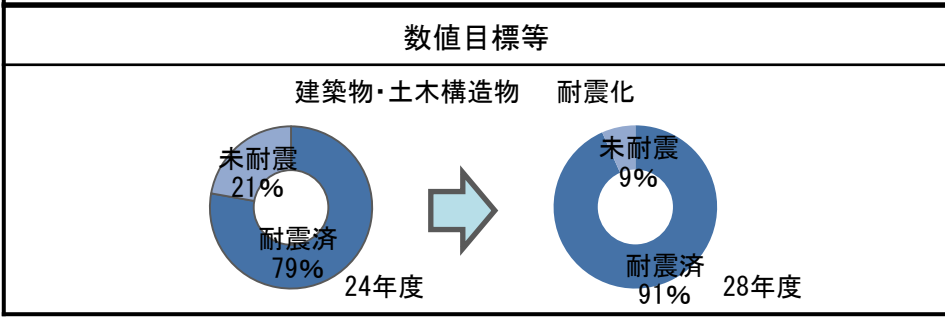 数値目標等
建築物・土木構造物 耐震化
未耐震
21%
耐震済
79%
24年度
未耐震
9%
耐震済
91%
28年度